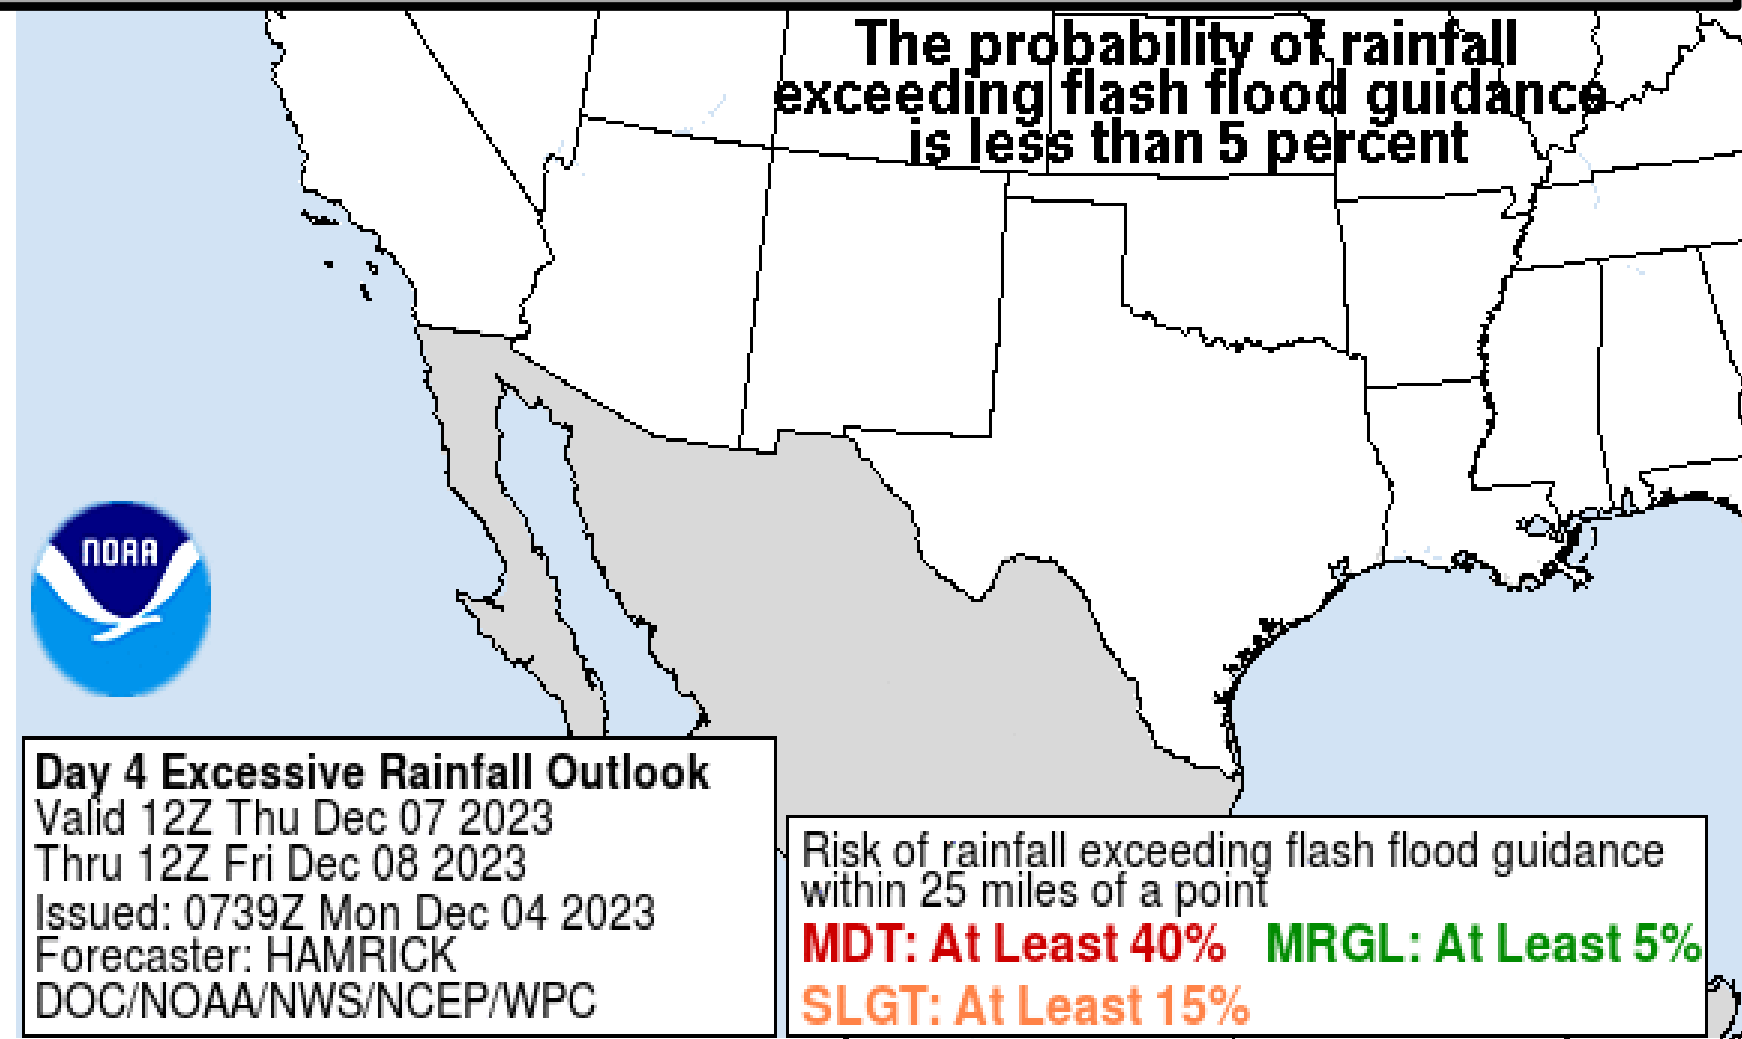 The probability of rainfall
exceeding flash flood guidance
is less than 5 percent
NOAA
Day 4 Excessive Rainfall Outlook
Valid 12Z Thu Dec 07 2023
Thru 12Z Fri Dec 08 2023
Issued: 0739Z Mon Dec 04 2023
Forecaster: HAMRICK
DOC/NOAA/NWS/NCEP/WPC
Risk of rainfall exceeding flash flood guidance
within 25 miles of a point
MDT: At Least 40% MRGL: At Least 5%
SLGT: At Least 15%